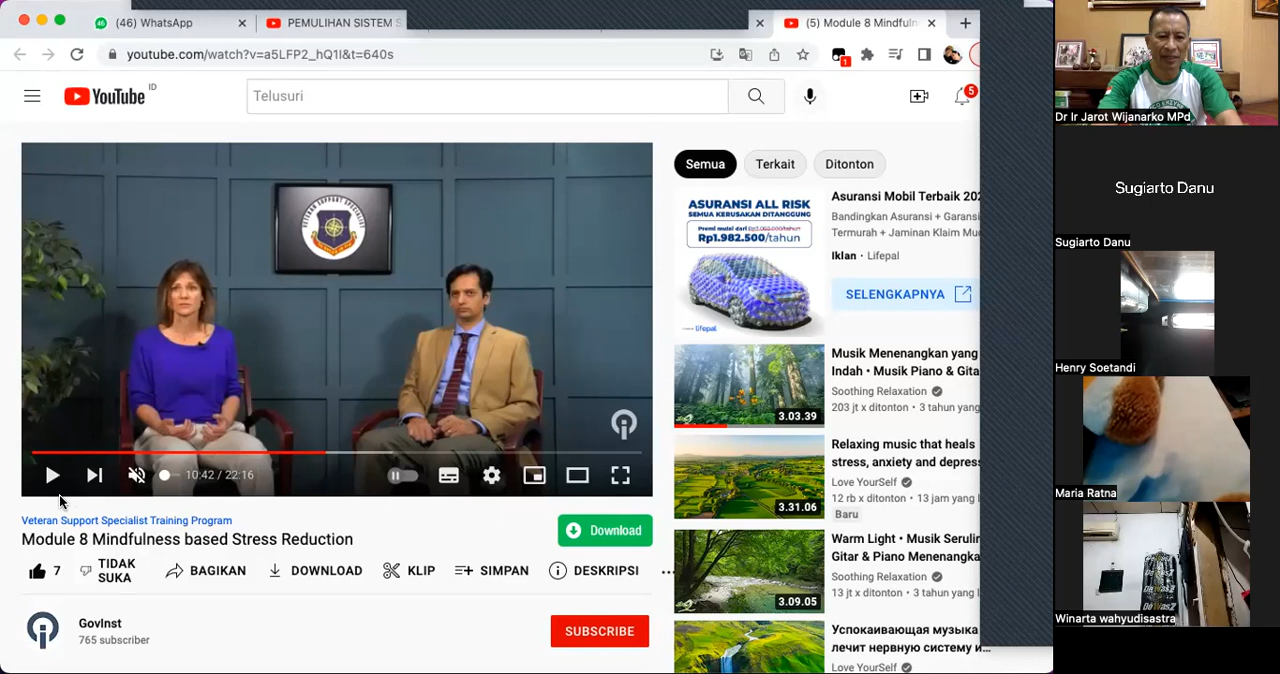 (46) WhatsApp
PEMULIHAN SISTEM S
(5) Module 8 Mindfuln
youtube.com/watch?v=a5LFP2_hQ1I&t=640s
1
YouTube ID
Telusuri
5
VETERAN SUPPORT SPECIALIST
10:42 / 22:16
Veteran Support Specialist Training Program
Module 8 Mindfulness based Stress Reduction
Download
7
TIDAK SUKA
BAGIKAN
DOWNLOAD
KLIP
SIMPAN
DESKRIPSI
GovInst
765 subscriber
SUBSCRIBE
Semua
Terkait
Ditonton
ASURANSI ALL RISK
SEMUA KERUSAKAN DITANGGUNG
Rp1.982.500/tahun
lifepal
Asuransi Mobil Terbaik 202
Bandingkan Asuransi + Garansi
Termurah + Jaminan Klaim Mu
Iklan • Lifepal
SELENGKAPNYA
3.03.39
Musik Menenangkan yang
Indah • Musik Piano & Gita
Soothing Relaxation
203 jt x ditonton • 3 tahun yang
3.31.06
Relaxing music that heals
stress, anxiety and depress
Love YourSelf
12 rb x ditonton • 13 jam yang l
Baru
3.09.05
Warm Light • Musik Serulin
Gitar & Piano Menenangka
Soothing Relaxation
13 jt x ditonton • 3 tahun yang l
Успокаивающая музыка
лечит нервную систему и...
Love YourSelf
Dr Ir Jarot Wijanarko MPd
Sugiarto Danu
Sugiarto Danu
Henry Soetandi
Maria Ratna
Winarta wahyudisastra